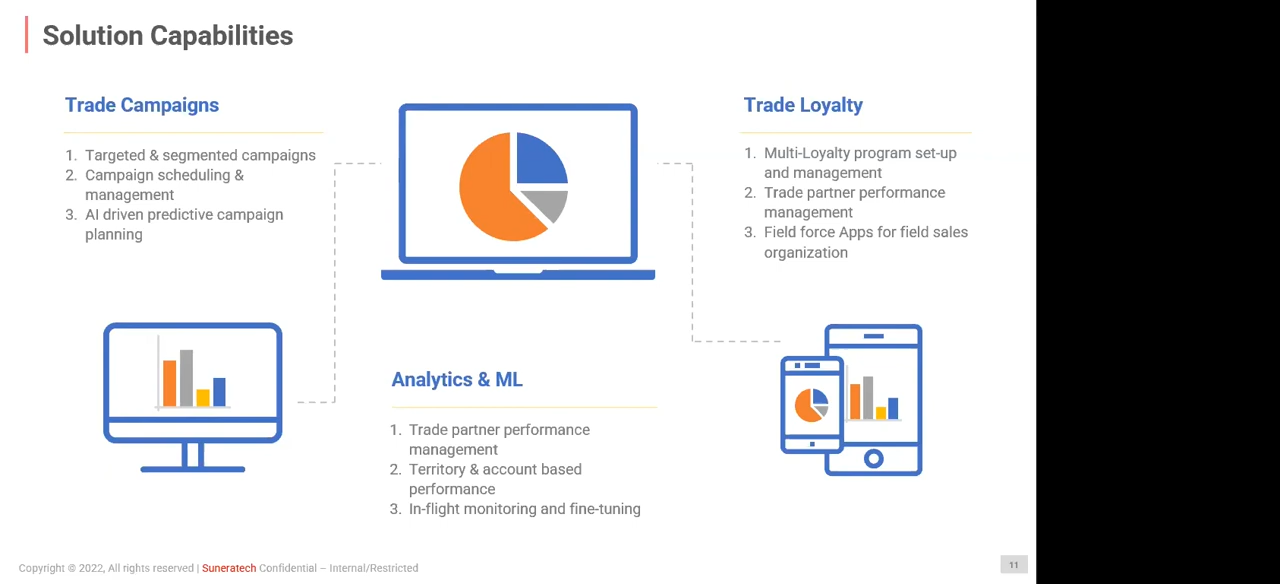 Solution Capabilities
Trade Campaigns
1. Targeted & segmented campaigns
2. Campaign scheduling &
management
3. AI driven predictive campaign
planning
Trade Loyalty
1. Multi-Loyalty program set-up
and management
2. Trade partner performance
management
3. Field force Apps for field sales
organization
Analytics & ML
1. Trade partner performance
management
2. Territory & account based
performance
3. In-flight monitoring and fine-tuning
Copyright © 2022, All rights reserved | Suneratech Confidential – Internal/Restricted
11